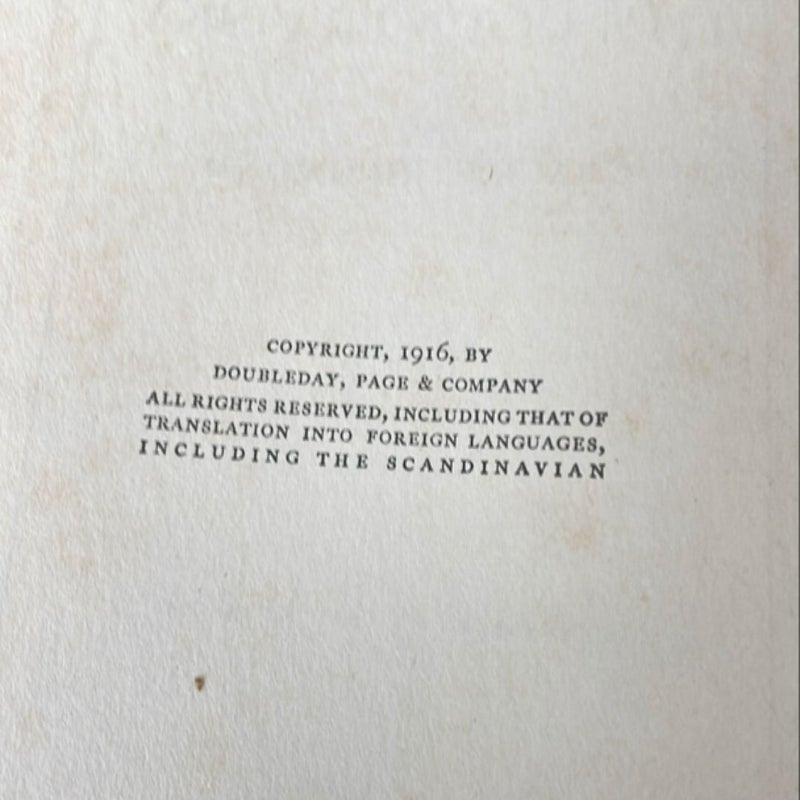 COPYRIGHT, 1916, BY
DOUBLEDAY, PAGE & COMPANY
ALL RIGHTS RESERVED, INCLUDING THAT OF
TRANSLATION INTO FOREIGN LANGUAGES,
INCLUDING THE SCANDINAVIAN